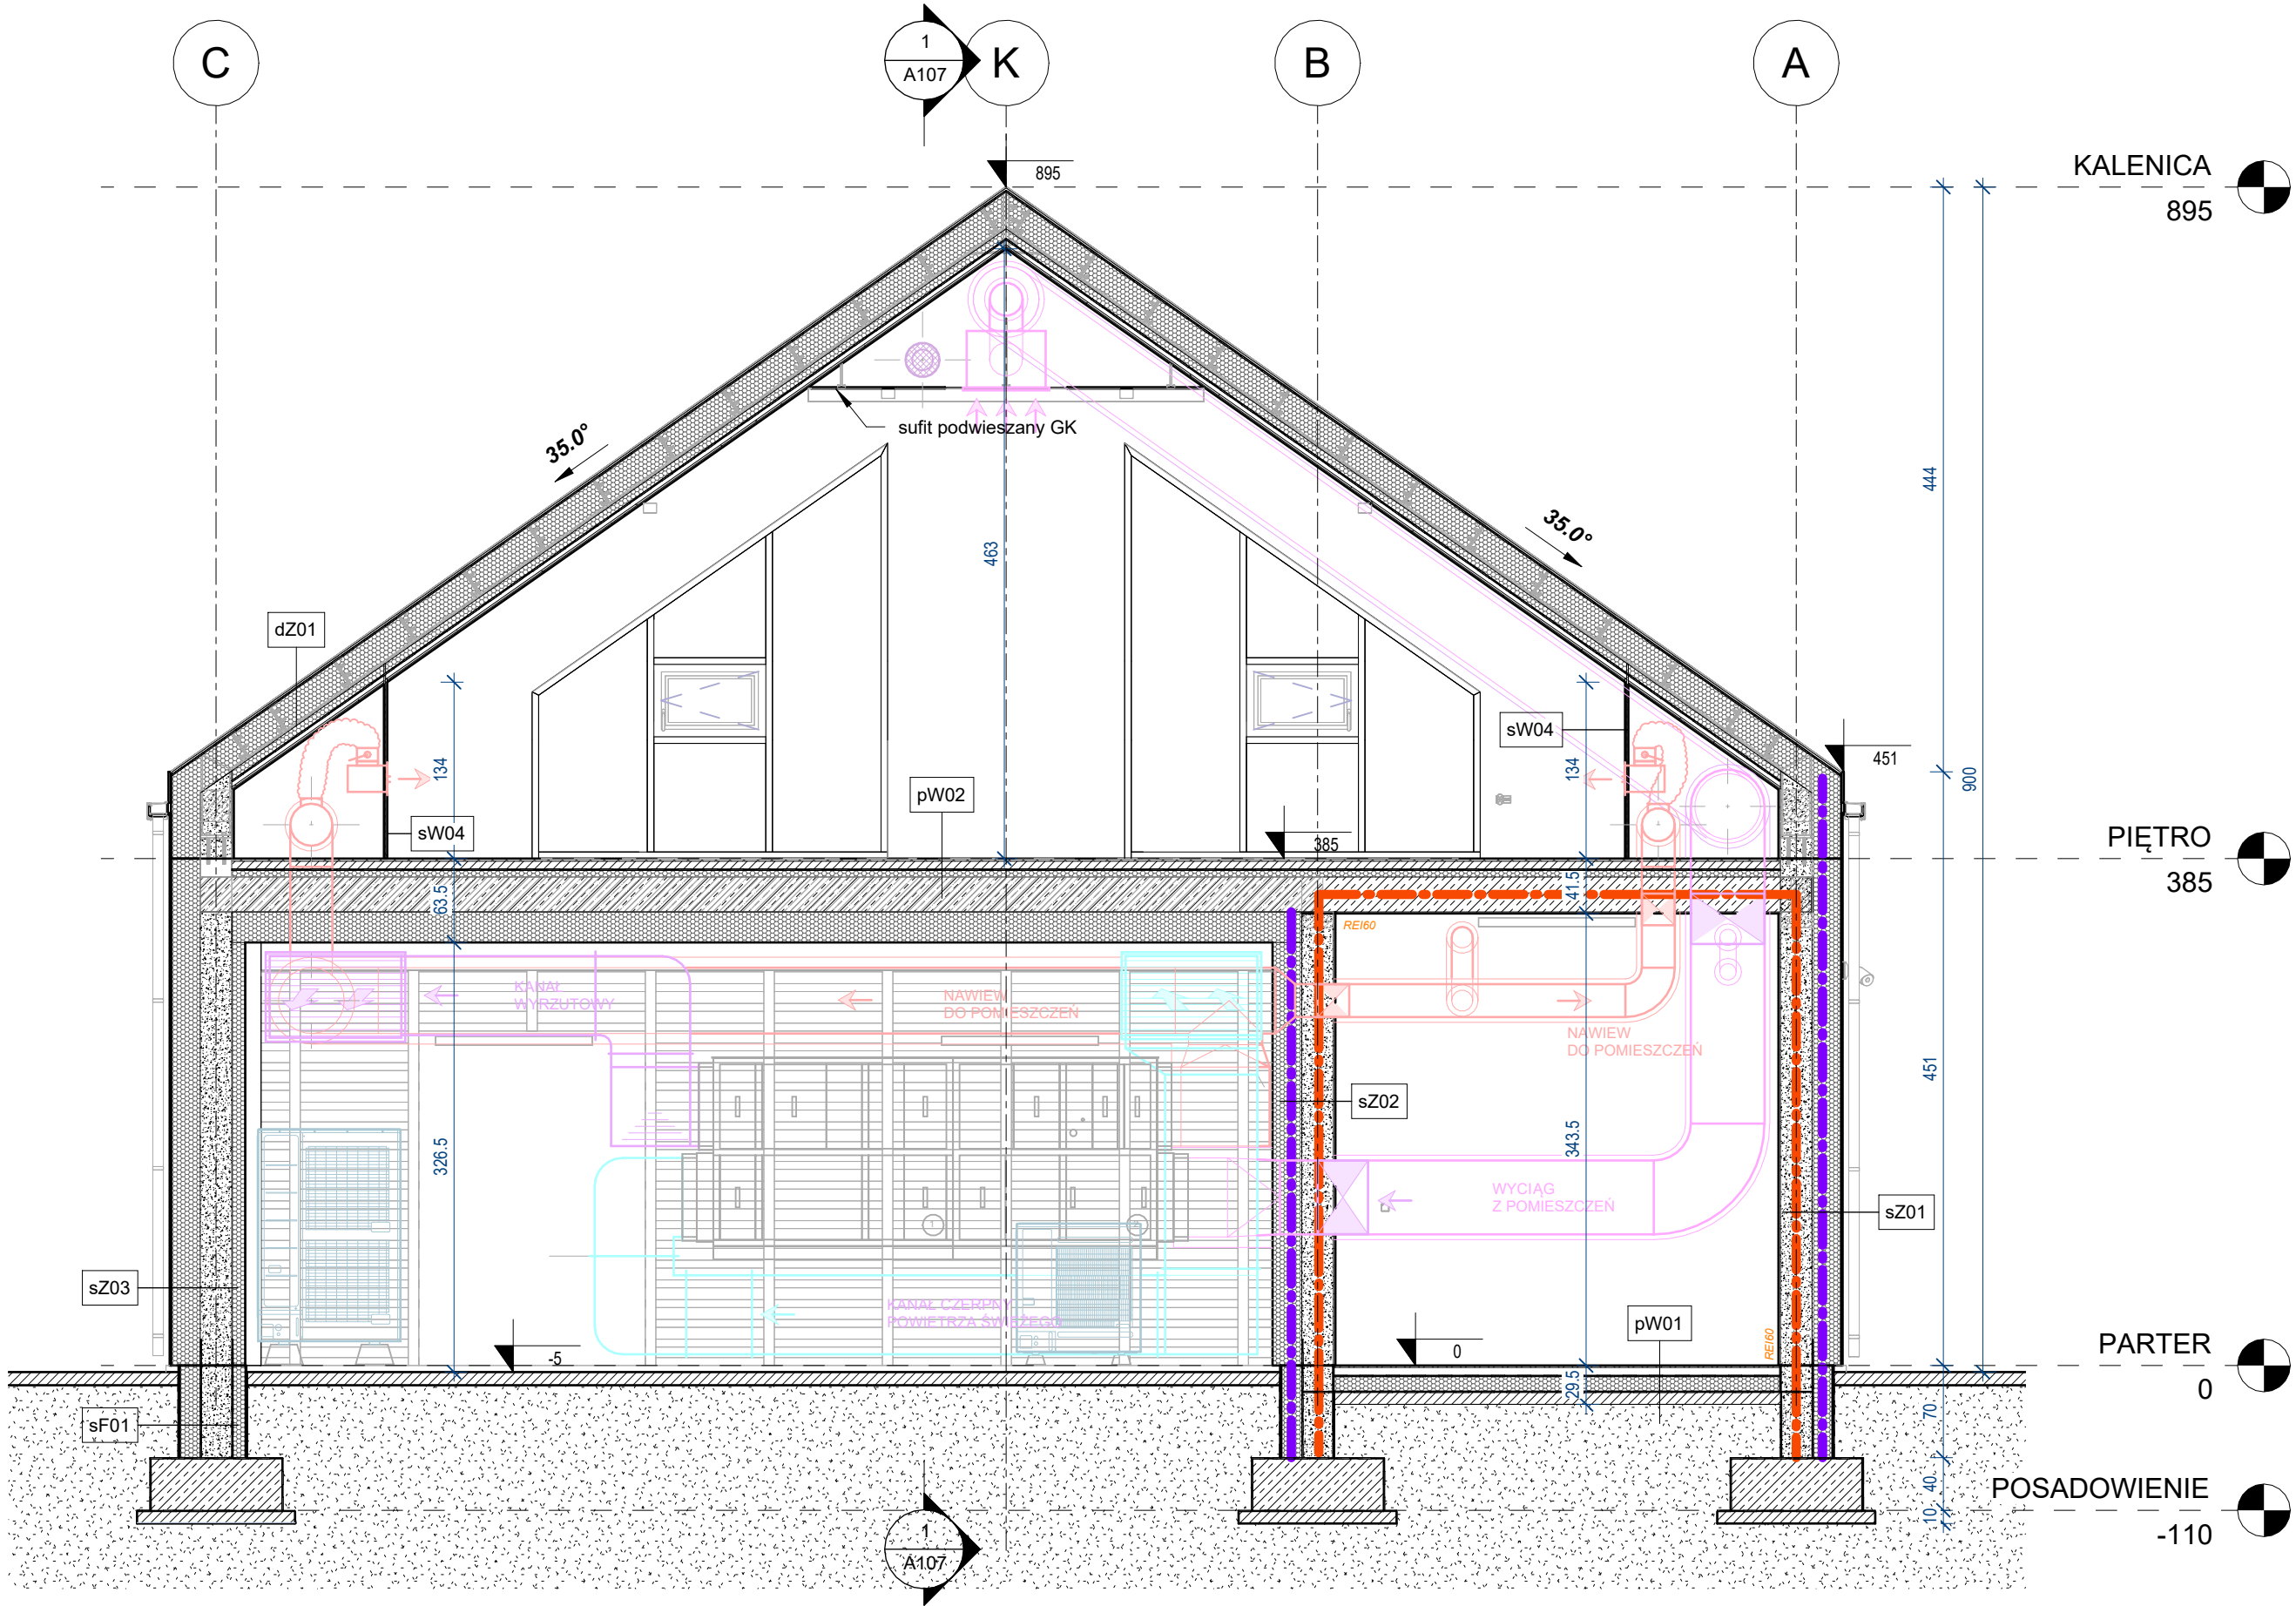 C
1
A107
K
B
A
KALENICA
895
895
444
900
sufit podwieszany GK
35.0°
35.0°
463
dZ01
sW04
451
134
134
pW02
sW04
385
PIĘTRO
385
63.5
41.5
REI60
KANAŁ
WYRZUTOWY
NAWIEW
DO POMIESZCZEŃ
NAWIEW
DO POMIESZCZEŃ
451
sZ02
326.5
343.5
WYCIĄG
Z POMIESZCZEŃ
sZ01
1
2
sZ03
KANAŁ CZERPNY
POWIETRZA ŚWIEŻEGO
pW01
REI60
-5
0
PARTER
0
29.5
sF01
70
40
10
POSADOWIENIE
-110
1
A107